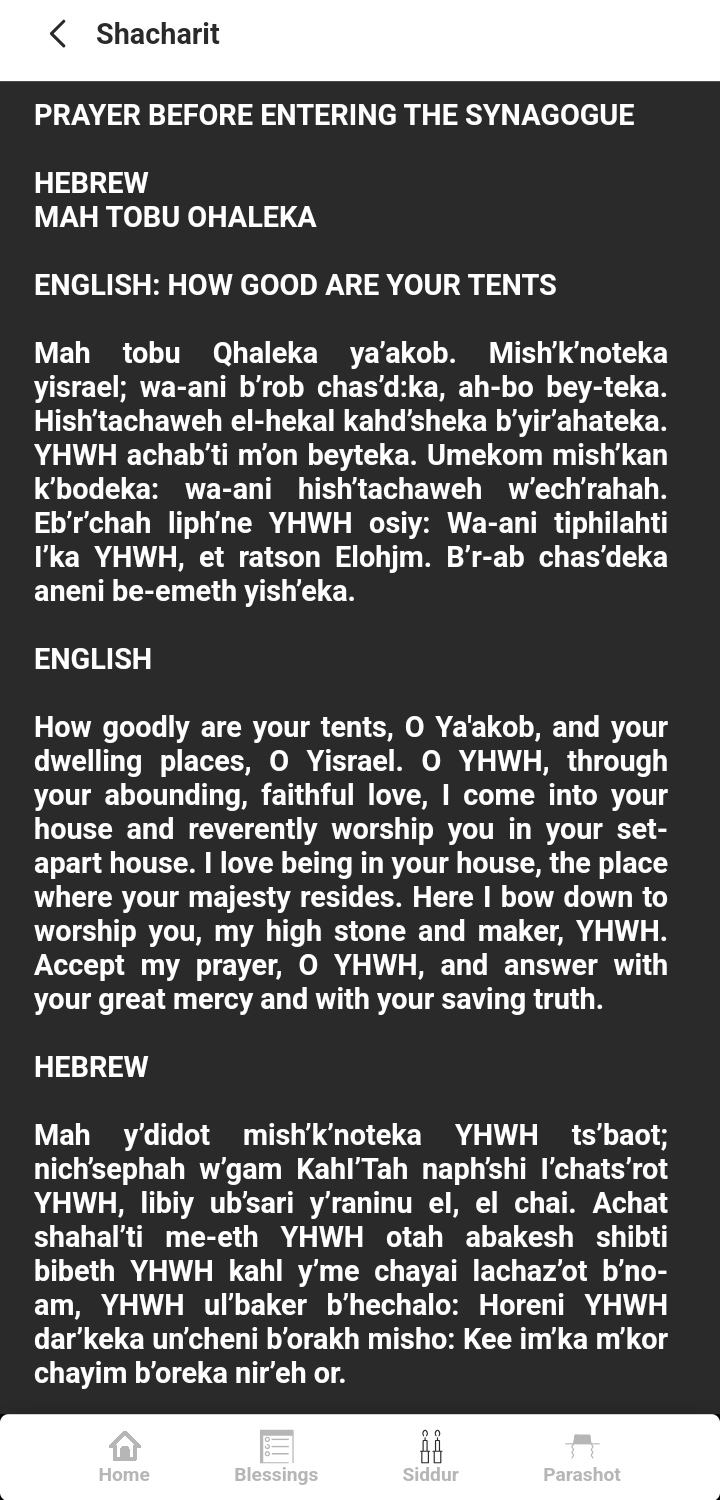 Shacharit
PRAYER BEFORE ENTERING THE SYNAGOGUE
HEBREW
MAH TOBU OHALEKA
ENGLISH: HOW GOOD ARE YOUR TENTS
Mah tobu Qhaleka ya’akob. Mish’k’noteka
yisrael; wa-ani b’rob chas’d:ka, ah-bo bey-teka.
Hish’tachaweh el-hekal kahd’sheka b’yir’ahateka.
YHWH achab’ti m’on beyteka. Umekom mish’kan
k’bodeka: wa-ani hish’tachaweh w’ech’rahah.
Eb’r’chah liph’ne YHWH osiy: Wa-ani tiphilahti
I’ka YHWH, et ratson Elohjm. B’r-ab chas’deka
aneni be-emeth yish’eka.
ENGLISH
How goodly are your tents, O Ya'akob, and your
dwelling places, O Yisrael. O YHWH, through
your abounding, faithful love, I come into your
house and reverently worship you in your set-
apart house. I love being in your house, the place
where your majesty resides. Here I bow down to
worship you, my high stone and maker, YHWH.
Accept my prayer, O YHWH, and answer with
your great mercy and with your saving truth.
HEBREW
Mah y’didot mish’k’noteka YHWH ts’baot;
nich’sephah w’gam KahI’Tah naph’shi I’chats’rot
YHWH, libiy ub’sari y’raninu eI, el chai. Achat
shahal’ti me-eth YHWH otah abakesh shibti
bibeth YHWH kahl y’me chayai lachaz’ot b’no-
am, YHWH ul’baker b’hechalo: Horeni YHWH
dar’keka un’cheni b’orakh misho: Kee im’ka m’kor
chayim b’oreka nir’eh or.
Home
Blessings
Siddur
Parashot